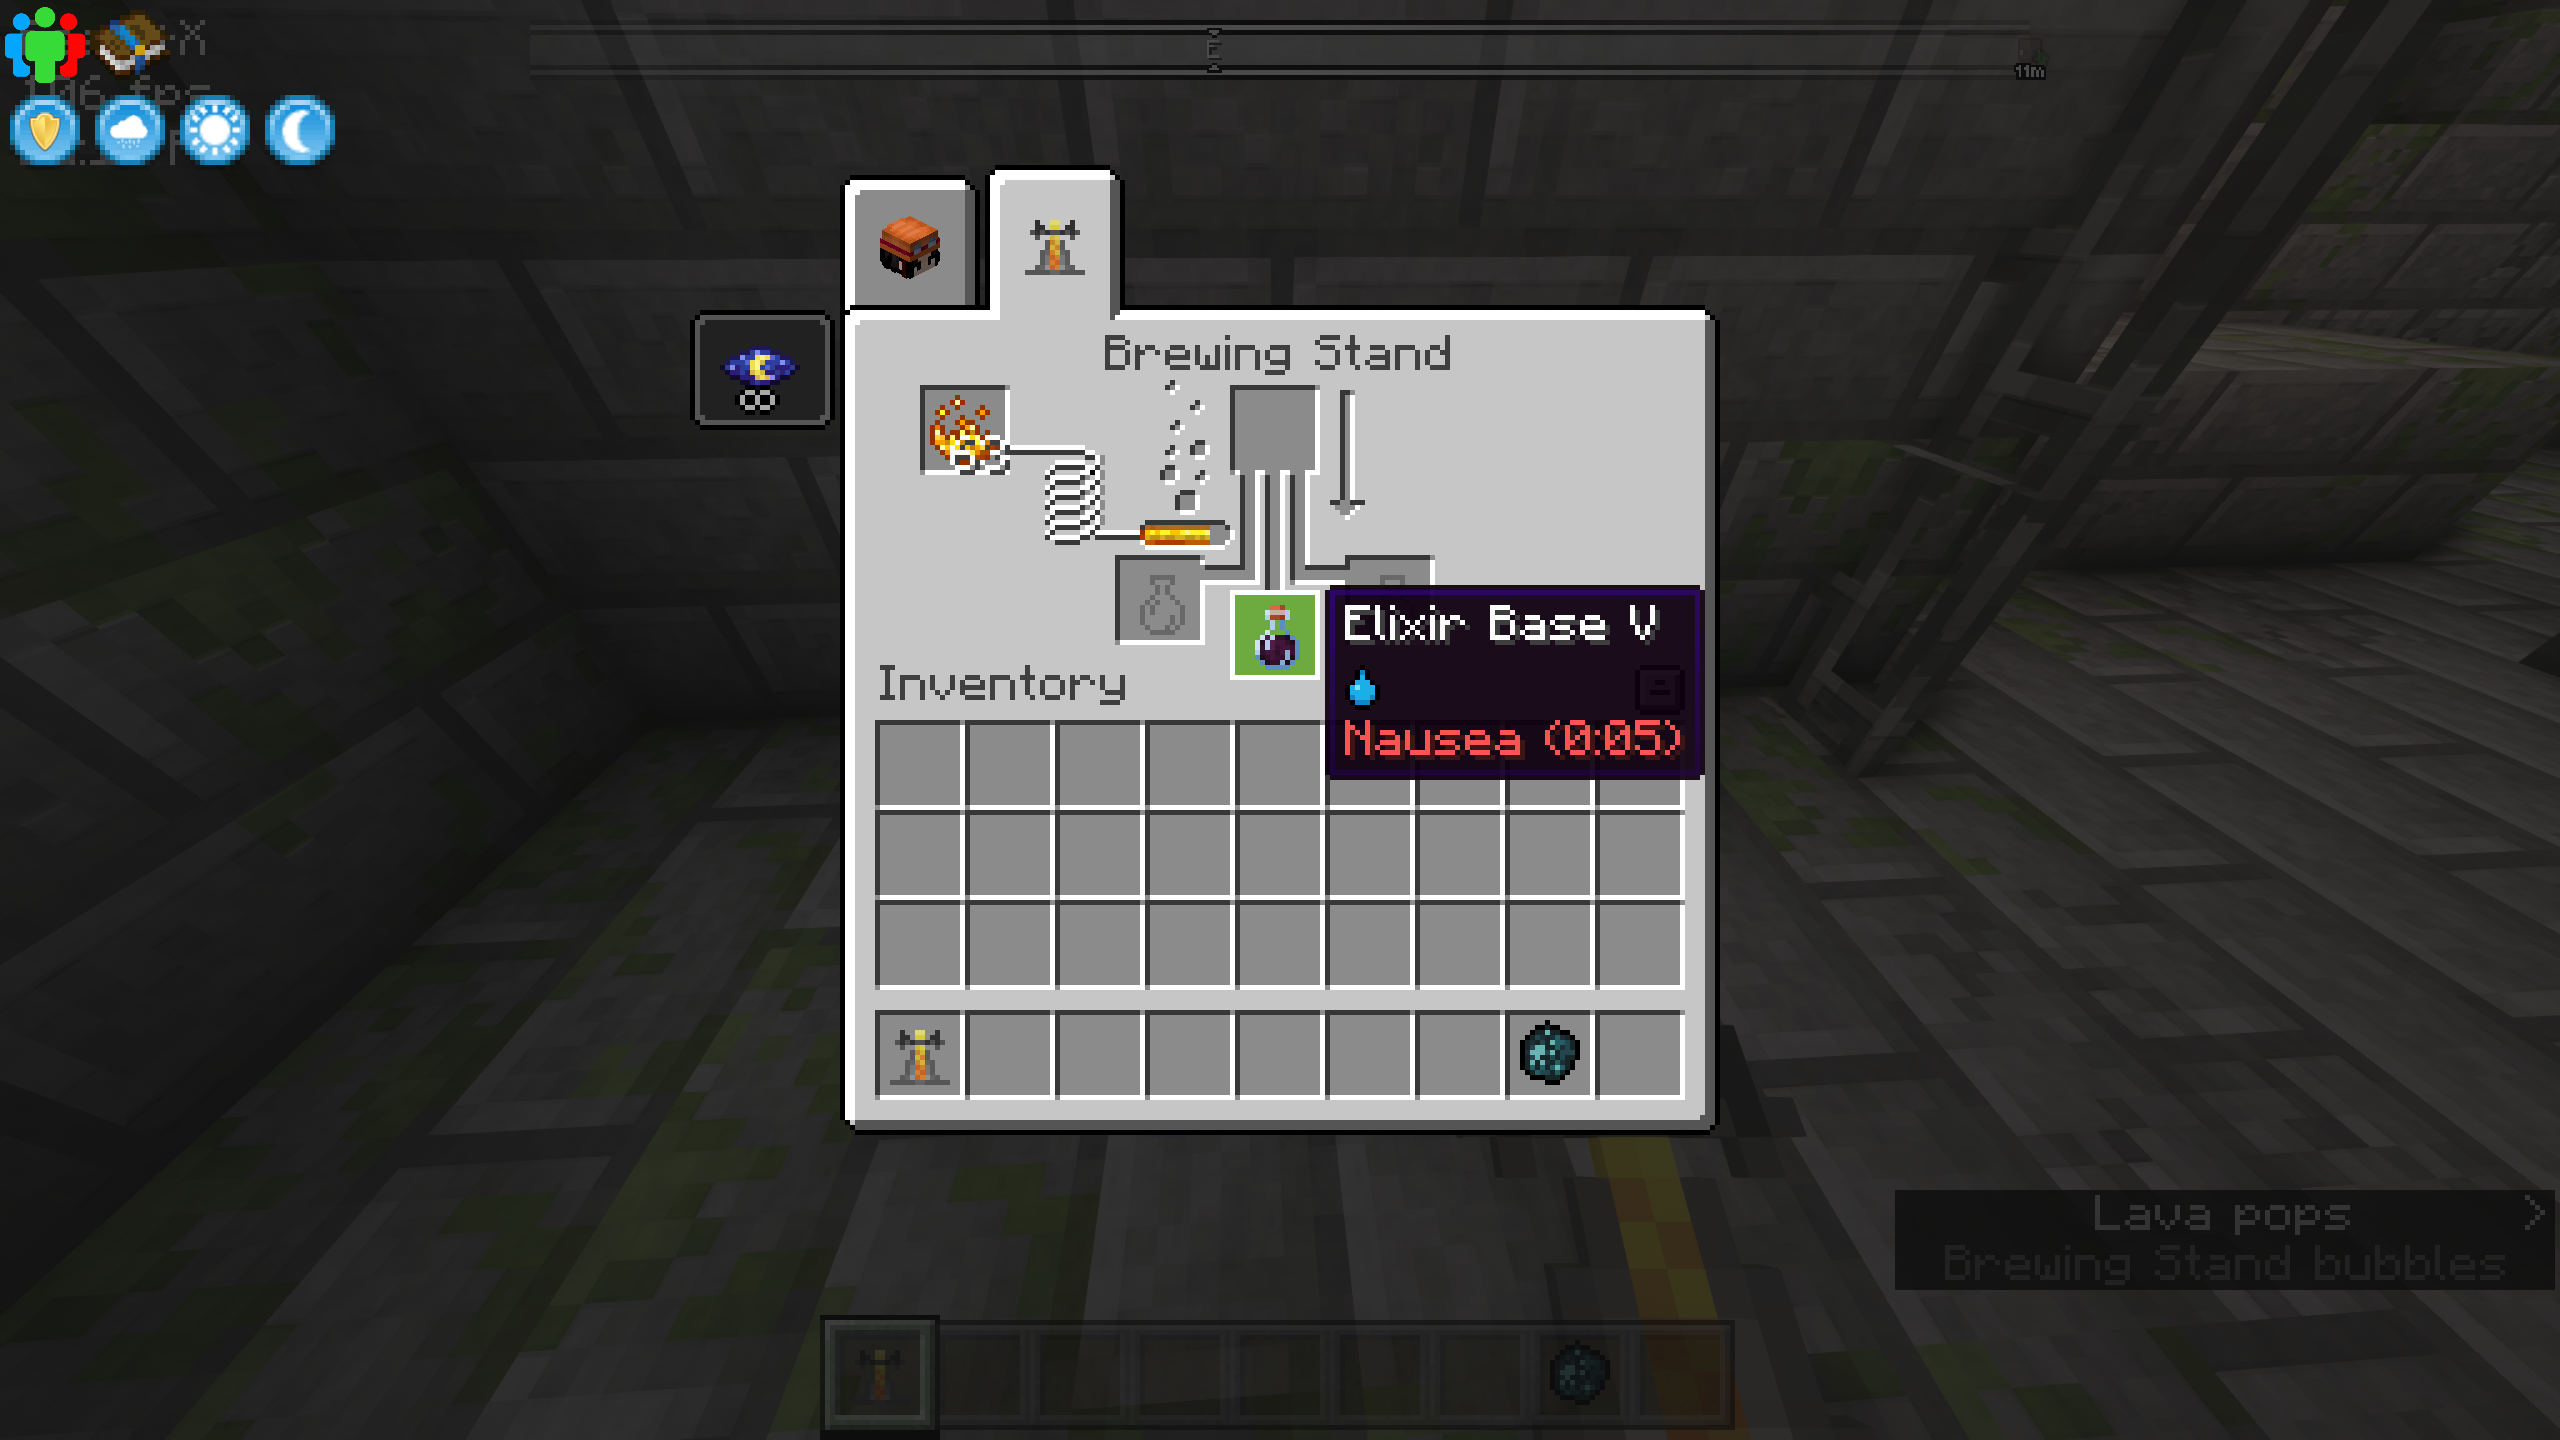 E
11m
Brewing Stand
Elixir Base V
Nausea (0:05)
Inventory
Lava pops >
Brewing Stand bubbles